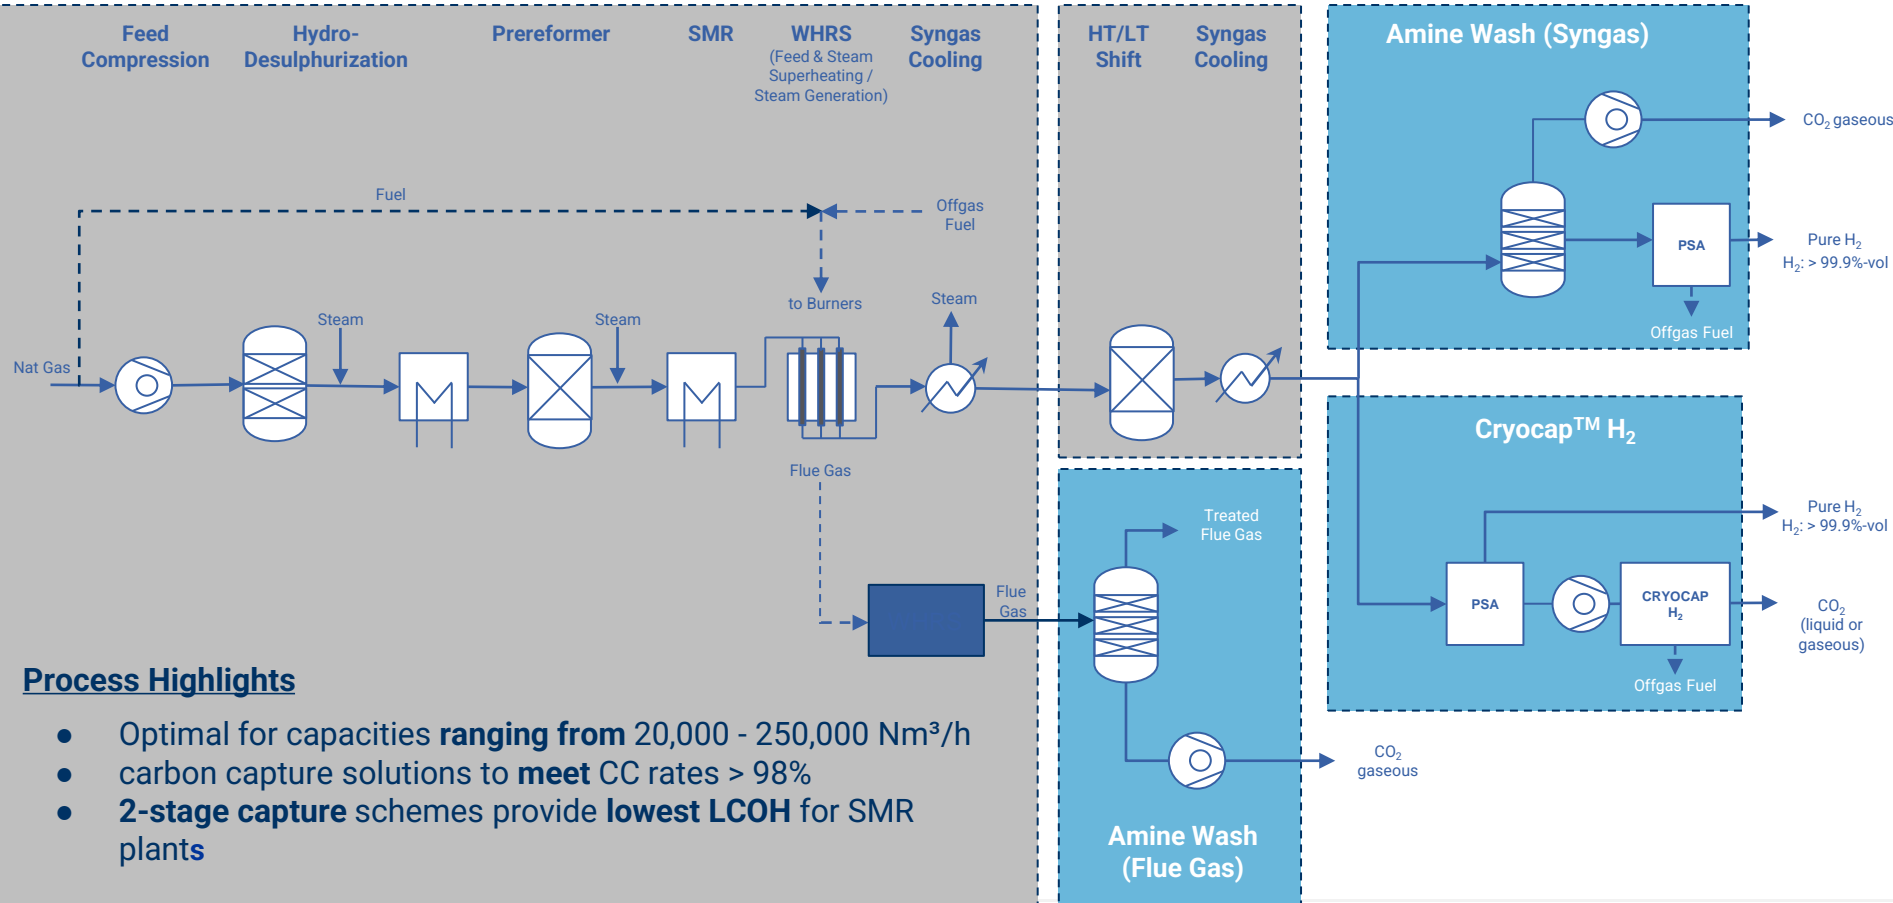 Feed
Compression
Hydro-
Desulphurization
Prereformer
SMR
WHRS
(Feed & Steam
Superheating /
Steam Generation)
Syngas
Cooling
HT/LT
Shift
Syngas
Cooling
Amine Wash (Syngas)
CO₂ gaseous
Fuel
Offgas
Fuel
PSA
Pure H₂
H₂: > 99.9%-vol
to Burners
Steam
Steam
Steam
Offgas Fuel
Nat Gas
Cryocap™ H₂
Flue Gas
Treated
Flue Gas
Pure H₂
H₂: > 99.9%-vol
Flue
Gas
PSA
CRYOCAP
H₂
CO₂
(liquid or
gaseous)
Offgas Fuel
Process Highlights
● Optimal for capacities ranging from 20,000 - 250,000 Nm³/h
● carbon capture solutions to meet CC rates > 98%
● 2-stage capture schemes provide lowest LCOH for SMR
plants
CO₂
gaseous
Amine Wash
(Flue Gas)